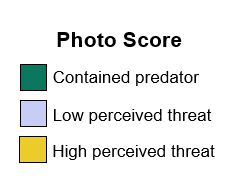 Photo Score
Contained predator
Low perceived threat
High perceived threat